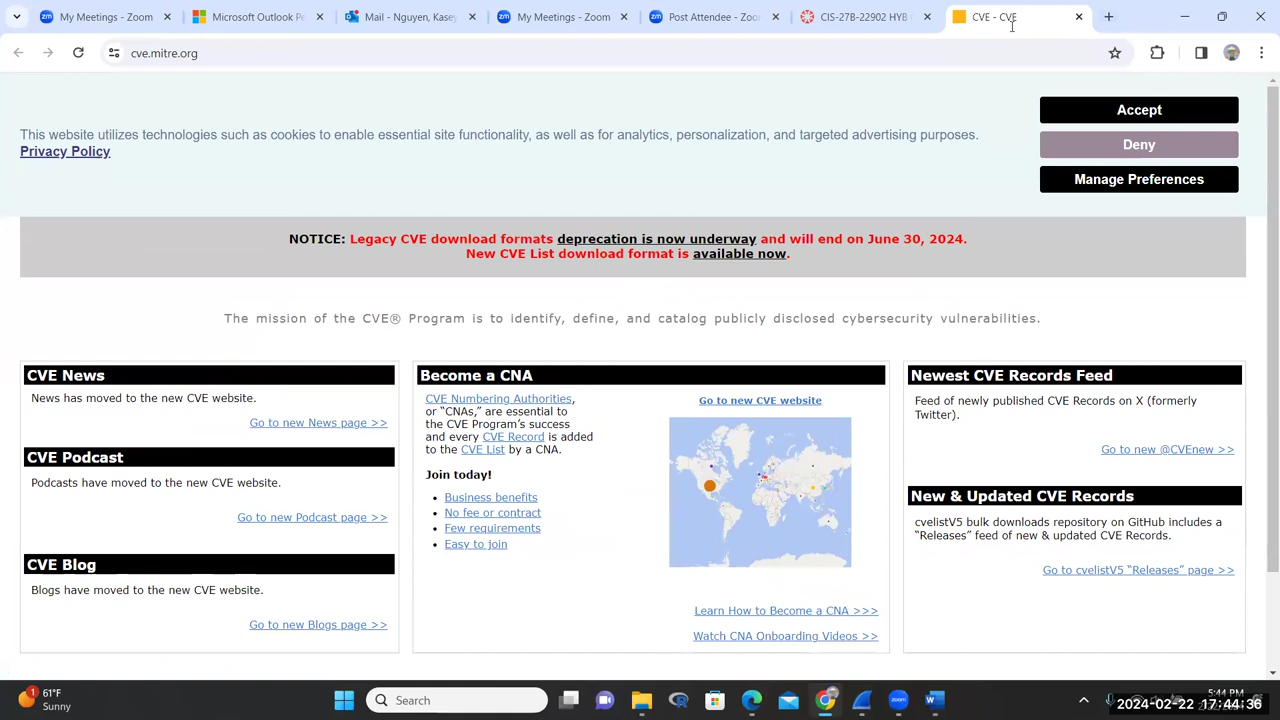 My Meetings - Zoom
Microsoft Outlook Pe
Mail - Nguyen, Kasey
My Meetings - Zoom
Post Attendee - Zoom
CIS-27B-22902 HYB
CVE - CVE
cve.mitre.org
Accept
This website utilizes technologies such as cookies to enable essential site functionality, as well as for analytics, personalization, and targeted advertising purposes.
Privacy Policy
Deny
Manage Preferences
NOTICE: Legacy CVE download formats deprecation is now underway and will end on June 30, 2024.
New CVE List download format is available now.
The mission of the CVE® Program is to identify, define, and catalog publicly disclosed cybersecurity vulnerabilities.
CVE News
News has moved to the new CVE website.
Go to new News page >>
CVE Podcast
Podcasts have moved to the new CVE website.
Go to new Podcast page >>
CVE Blog
Blogs have moved to the new CVE website.
Go to new Blogs page >>
Become a CNA
CVE Numbering Authorities,
or “CNAs,” are essential to
the CVE Program’s success
and every CVE Record is added
to the CVE List by a CNA.
Join today!
Business benefits
No fee or contract
Few requirements
Easy to join
Go to new CVE website
Learn How to Become a CNA >>>
Watch CNA Onboarding Videos >>
Newest CVE Records Feed
Feed of newly published CVE Records on X (formerly
Twitter).
Go to new @CVEnew >>
New & Updated CVE Records
cvelistV5 bulk downloads repository on GitHub includes a
“Releases” feed of new & updated CVE Records.
Go to cvelistV5 “Releases” page >>
1
61°F
Sunny
Search
5:44 PM
2024-02-22 17:44:36